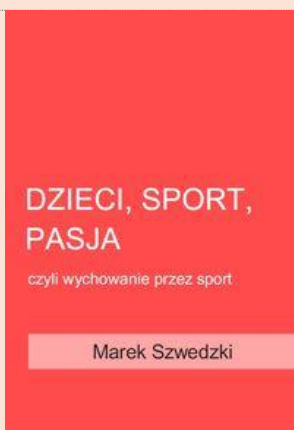 DZIECI, SPORT,
PASJA
czyli wychowanie przez sport
Marek Szwedzki